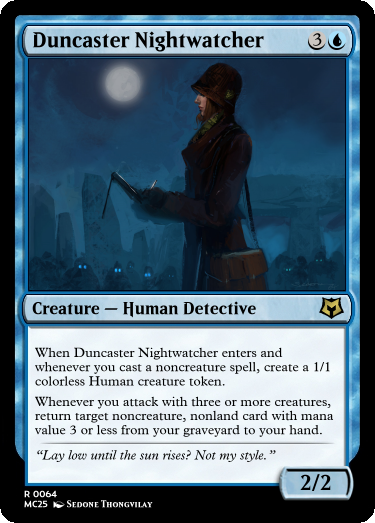 Duncaster Nightwatcher 3
Creature — Human Detective
When Duncaster Nightwatcher enters and
whenever you cast a noncreature spell, create a 1/1
colorless Human creature token.
Whenever you attack with three or more creatures,
return target noncreature, nonland card with mana
value 3 or less from your graveyard to your hand.
“Lay low until the sun rises? Not my style.”
2/2
R 0064
MC25 Sedone Thongvilay